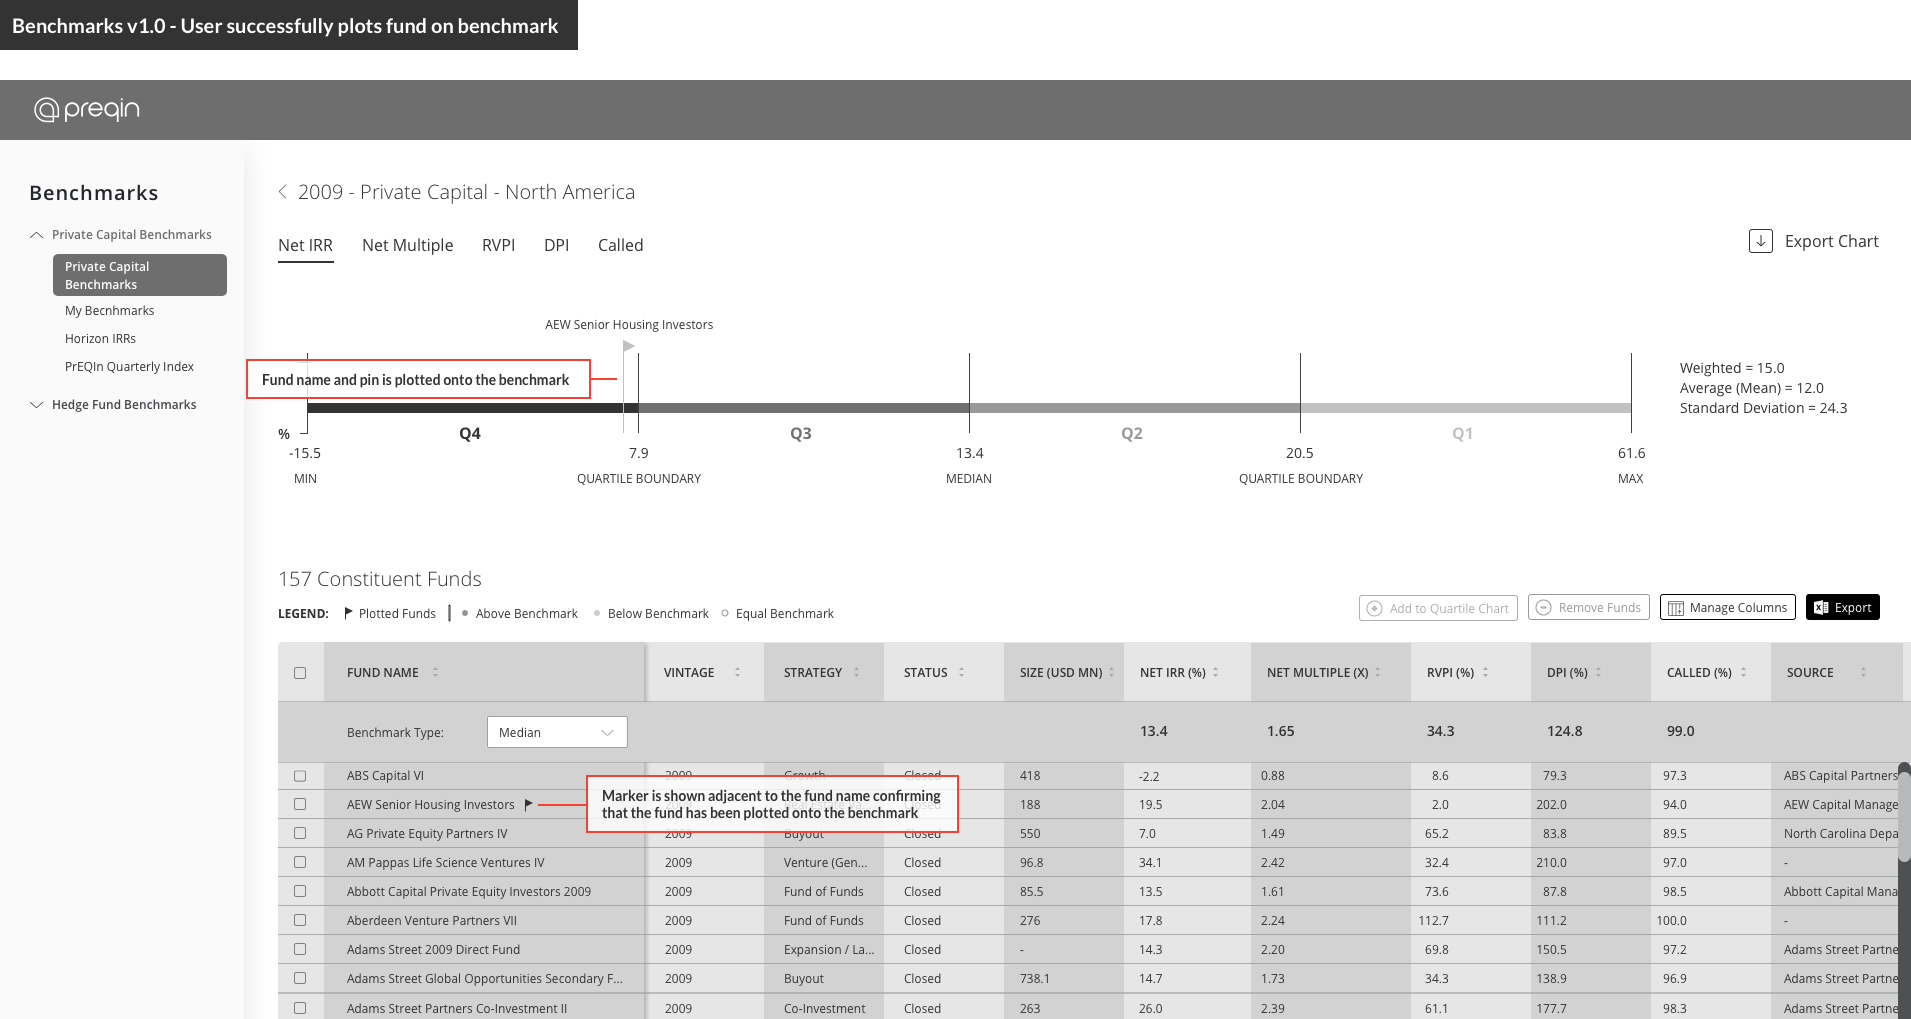 Benchmarks v1.0 - User successfully plots fund on benchmark
preqin
Benchmarks
Private Capital Benchmarks
Private Capital
Benchmarks
My Becnhmarks
Horizon IRRs
PrEQIn Quarterly Index
Hedge Fund Benchmarks
2009 - Private Capital - North America
Net IRR Net Multiple RVPI DPI Called
Export Chart
AEW Senior Housing Investors
Fund name and pin is plotted onto the benchmark
Weighted = 15.0
Average (Mean) = 12.0
Standard Deviation = 24.3
% Q4 Q3 Q2 Q1
-15.5 7.9 13.4 20.5 61.6
MIN QUARTILE BOUNDARY MEDIAN QUARTILE BOUNDARY MAX
157 Constituent Funds
LEGEND: Plotted Funds Above Benchmark Below Benchmark Equal Benchmark
Add to Quartile Chart Remove Funds Manage Columns Export
FUND NAME VINTAGE STRATEGY STATUS SIZE (USD MN) NET IRR (%) NET MULTIPLE (X) RVPI (%) DPI (%) CALLED (%) SOURCE
Benchmark Type: Median 13.4 1.65 34.3 124.8 99.0
ABS Capital VI 2009 Growth Closed 418 -2.2 0.88 8.6 79.3 97.3 ABS Capital Partners
AEW Senior Housing Investors 188 19.5 2.04 2.0 202.0 94.0 AEW Capital Manage
Marker is shown adjacent to the fund name confirming
that the fund has been plotted onto the benchmark
AG Private Equity Partners IV 2009 Buyout Closed 550 7.0 1.49 65.2 83.8 89.5 North Carolina Depa
AM Pappas Life Science Ventures IV 2009 Venture (Gen... Closed 96.8 34.1 2.42 32.4 210.0 97.0 -
Abbott Capital Private Equity Investors 2009 2009 Fund of Funds Closed 85.5 13.5 1.61 73.6 87.8 98.5 Abbott Capital Mana
Aberdeen Venture Partners VII 2009 Fund of Funds Closed 276 17.8 2.24 112.7 111.2 100.0 -
Adams Street 2009 Direct Fund 2009 Expansion / La... Closed - 14.3 2.20 69.8 150.5 97.2 Adams Street Partne
Adams Street Global Opportunities Secondary F... 2009 Buyout Closed 738.1 14.7 1.73 34.3 138.9 96.9 Adams Street Partne
Adams Street Partners Co-Investment II 2009 Co-Investment Closed 263 26.0 2.39 61.1 177.7 98.3 Adams Street Partne